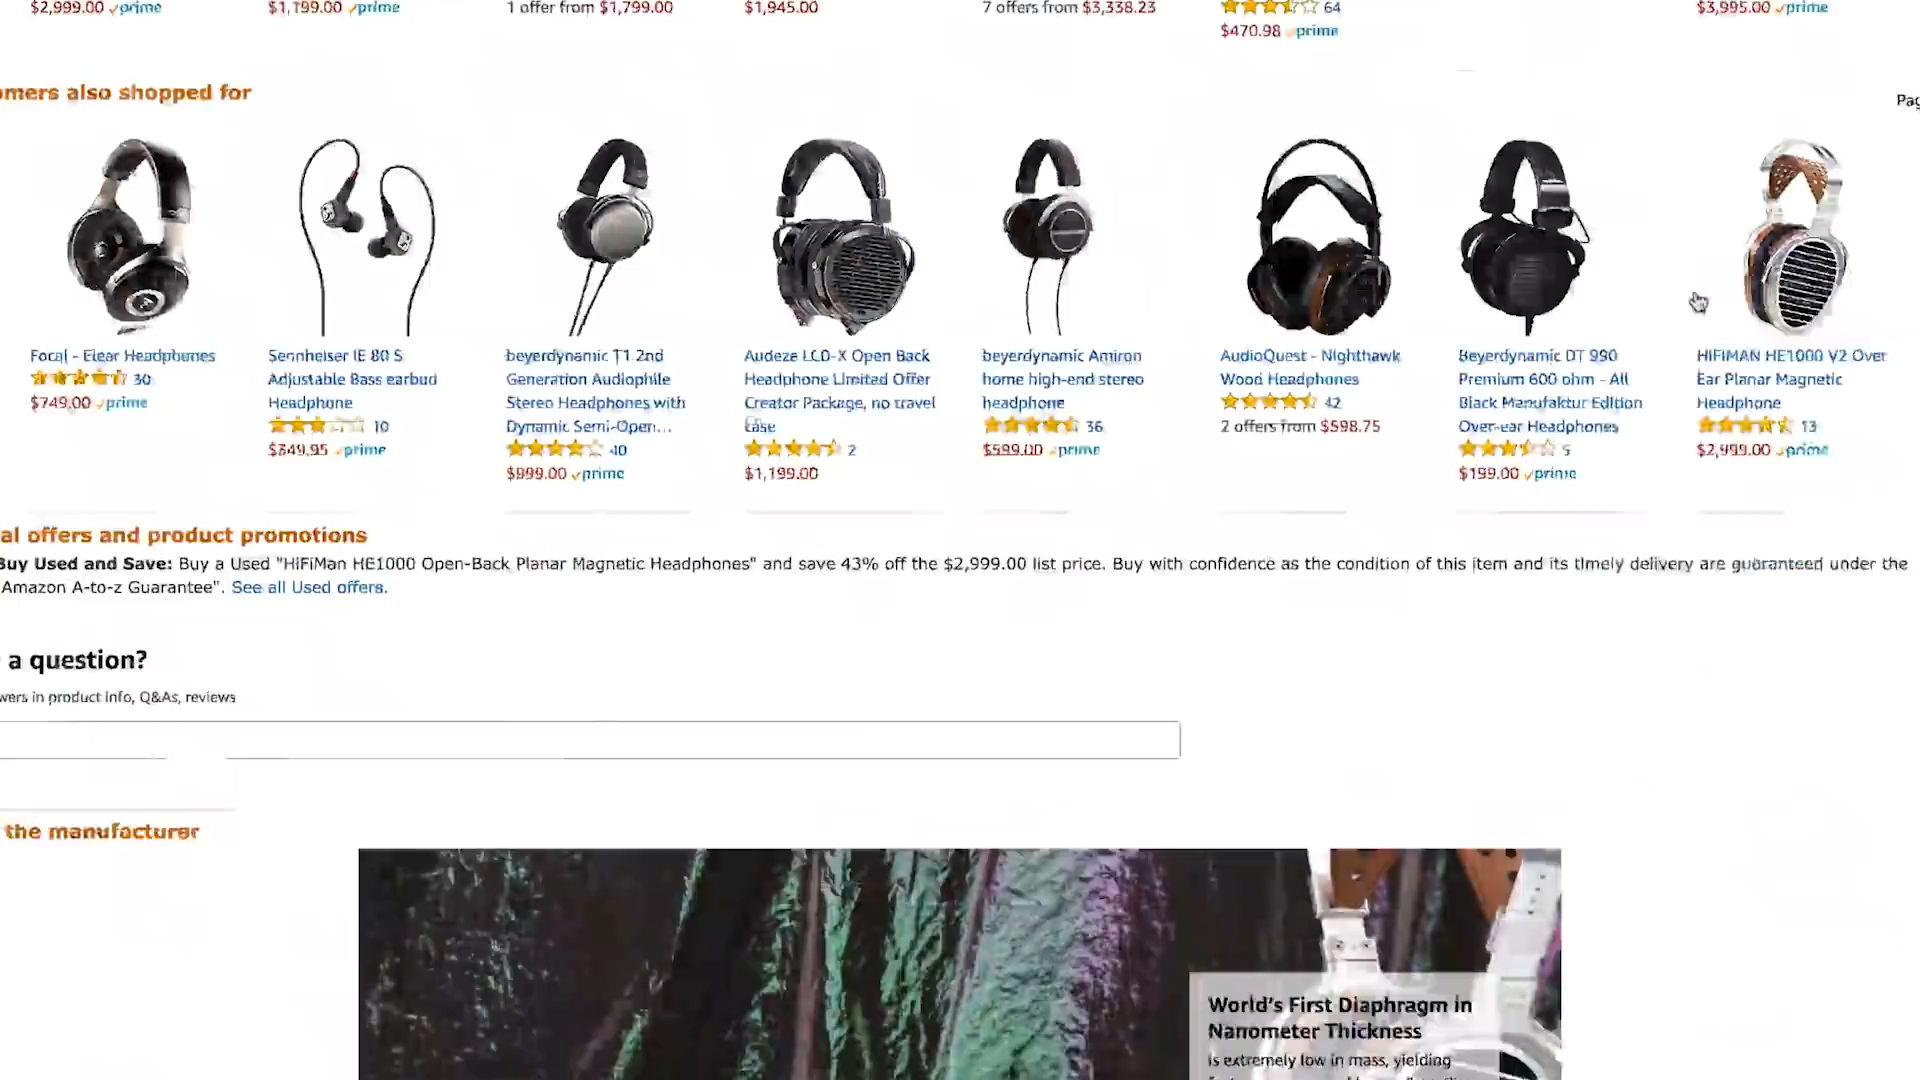 $2,999.00 prime
$1,199.00 prime
1 offer from $1,799.00
$1,945.00
7 offers from $3,338.23
64
$470.98 prime
$3,995.00 prime
omers also shopped for
Pag
Focal - Elear Headphones
30
$749.00 prime
Sennheiser IE 80 S
Adjustable Bass earbud
Headphone
10
$349.95 prime
beyerdynamic T1 2nd
Generation Audiophile
Stereo Headphones with
Dynamic Semi-Open...
40
$999.00 prime
Audeze LCD-X Open Back
Headphone Limited Offer
Creator Package, no travel
case
2
$1,199.00
beyerdynamic Amiron
home high-end stereo
headphone
36
$599.00 prime
AudioQuest - Nighthawk
Wood Headphones
42
2 offers from $598.75
Beyerdynamic DT 990
Premium 600 ohm - All
Black Manufaktur Edition
Over-ear Headphones
5
$199.00 prime
HIFIMAN HE1000 V2 Over
Ear Planar Magnetic
Headphone
13
$2,999.00 prime
al offers and product promotions
Buy Used and Save: Buy a Used "HiFiMan HE1000 Open-Back Planar Magnetic Headphones" and save 43% off the $2,999.00 list price. Buy with confidence as the condition of this item and its timely delivery are guaranteed under the
Amazon A-to-z Guarantee". See all Used offers.
a question?
wers in product info, Q&As, reviews
the manufacturer
World's First Diaphragm in
Nanometer Thickness
is extremely low in mass, yielding